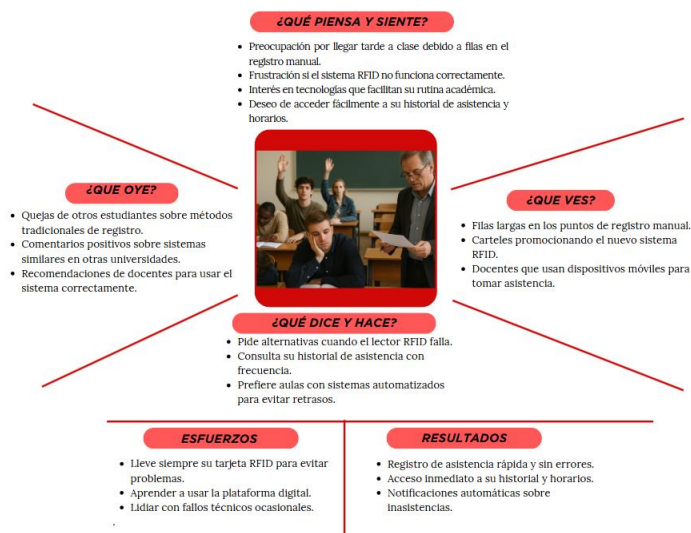 ¿QUÉ PIENSA Y SIENTE?
• Preocupación por llegar tarde a clase debido a filas en el
registro manual.
• Frustración si el sistema RFID no funciona correctamente.
• Interés en tecnologías que facilitan su rutina académica.
• Deseo de acceder fácilmente a su historial de asistencia y
horarios.
¿QUE OYE?
• Quejas de otros estudiantes sobre métodos
tradicionales de registro.
• Comentarios positivos sobre sistemas
similares en otras universidades.
• Recomendaciones de docentes para usar el
sistema correctamente.
¿QUE VES?
• Filas largas en los puntos de registro manual.
• Carteles promocionando el nuevo sistema
RFID.
• Docentes que usan dispositivos móviles para
tomar asistencia.
¿QUÉ DICE Y HACE?
• Pide alternativas cuando el lector RFID falla.
• Consulta su historial de asistencia con
frecuencia.
• Prefiere aulas con sistemas automatizados
para evitar retrasos.
ESFUERZOS
• Lleve siempre su tarjeta RFID para evitar
problemas.
• Aprender a usar la plataforma digital.
• Lidiar con fallos técnicos ocasionales.
.
RESULTADOS
• Registro de asistencia rápida y sin errores.
• Acceso inmediato a su historial y horarios.
• Notificaciones automáticas sobre
inasistencias.